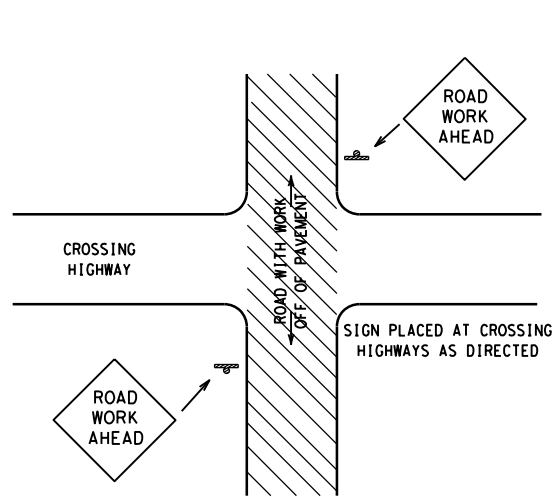 ROAD
WORK
AHEAD
CROSSING
HIGHWAY
ROAD WITH WORK
OFF OF PAVEMENT
SIGN PLACED AT CROSSING
HIGHWAYS AS DIRECTED
ROAD
WORK
AHEAD